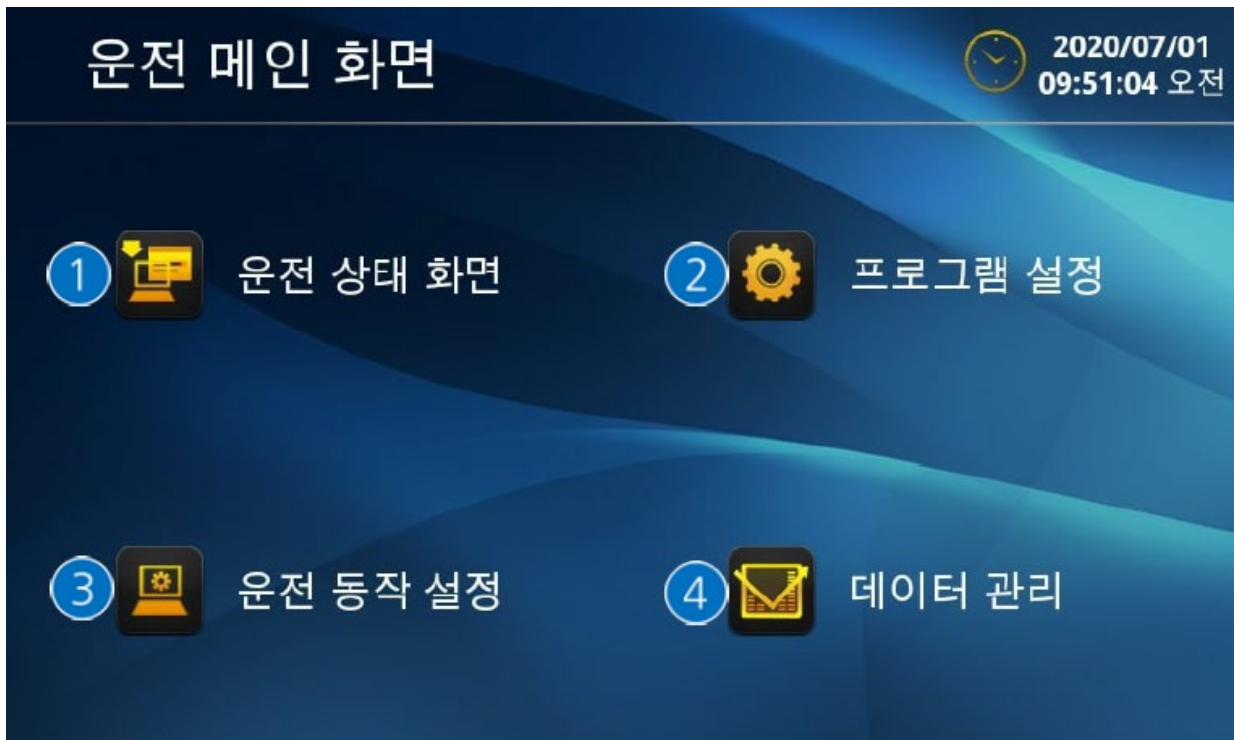 운전 메인 화면
2020/07/01
09:51:04 오전
1 운전 상태 화면
2 프로그램 설정
3 운전 동작 설정
4 데이터 관리